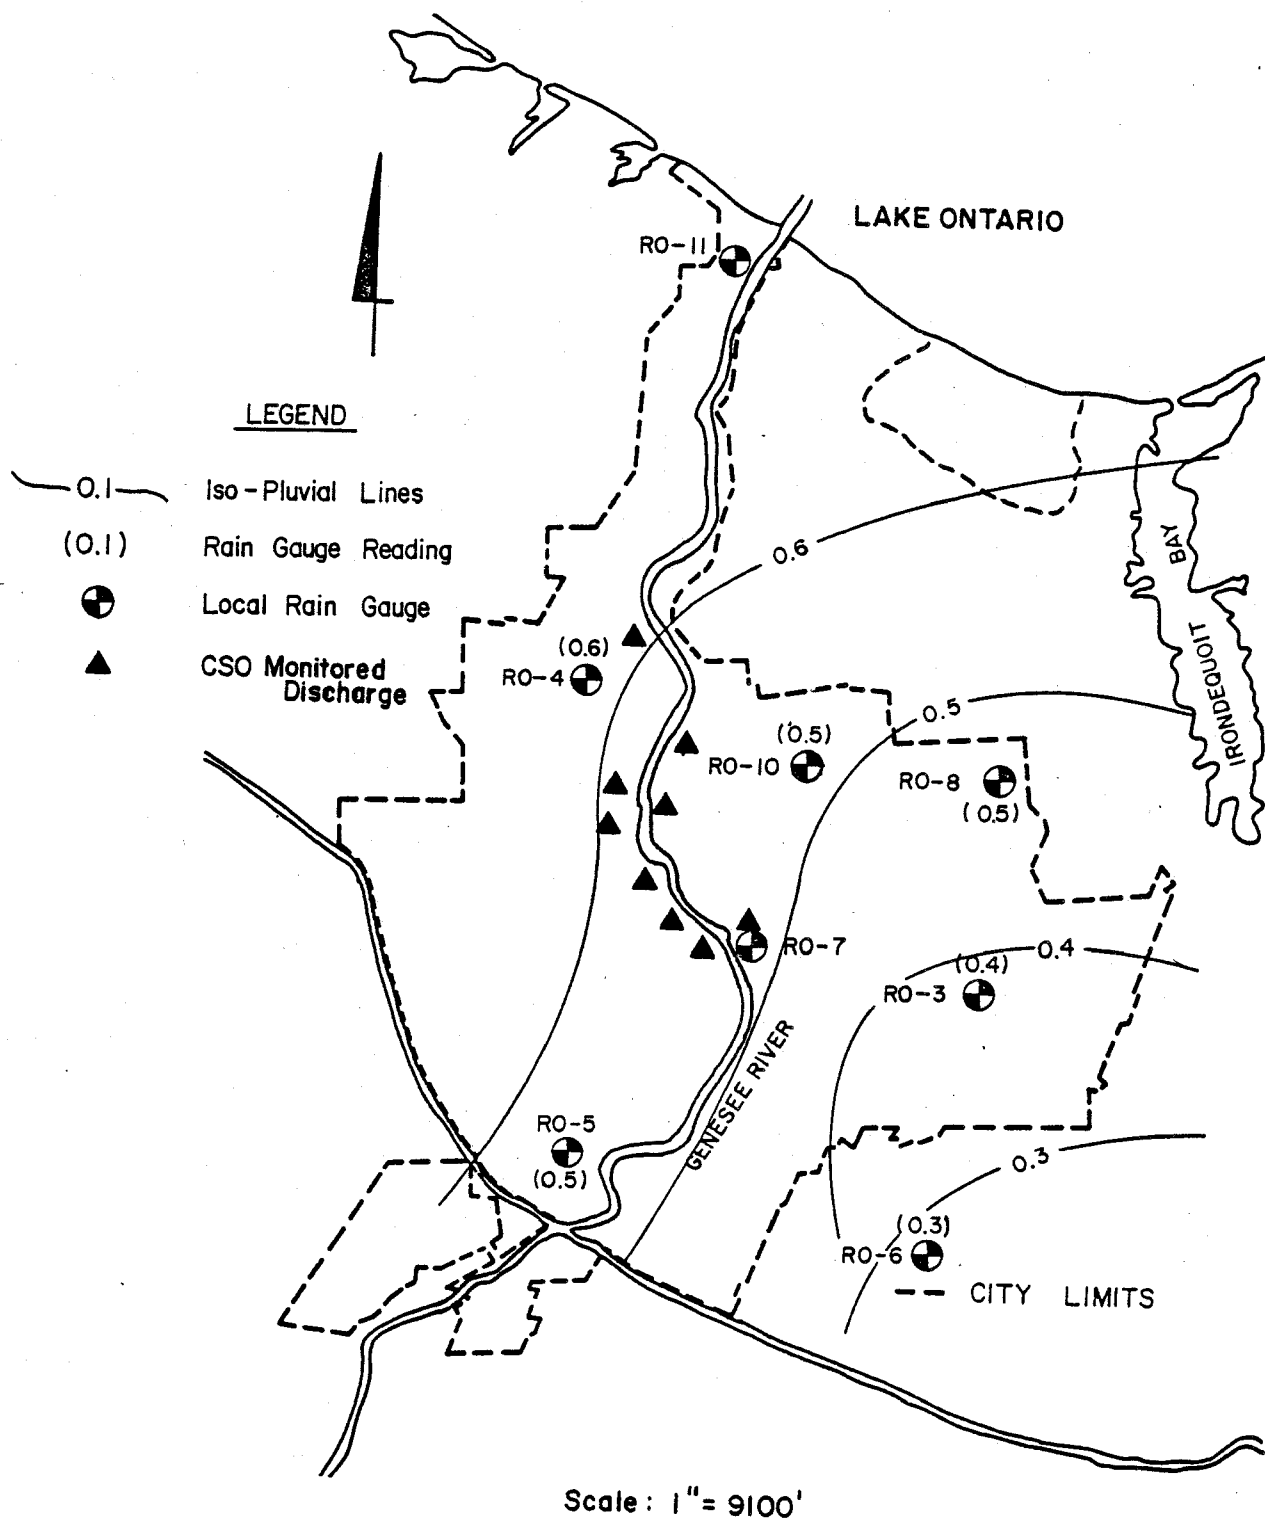 LAKE ONTARIO
RO-11
LEGEND
0.1 Iso-Pluvial Lines
(0.1) Rain Gauge Reading
Local Rain Gauge
CSO Monitored
Discharge
0.6
BAY
IRONDEQUOIT
(0.6)
RO-4
0.5
(0.5)
RO-10
RO-8
(0.5)
RO-7
0.4
(0.4)
RO-3
GENESEE RIVER
RO-5
(0.5)
0.3
(0.3)
RO-6
CITY LIMITS
Scale: 1" = 9100'